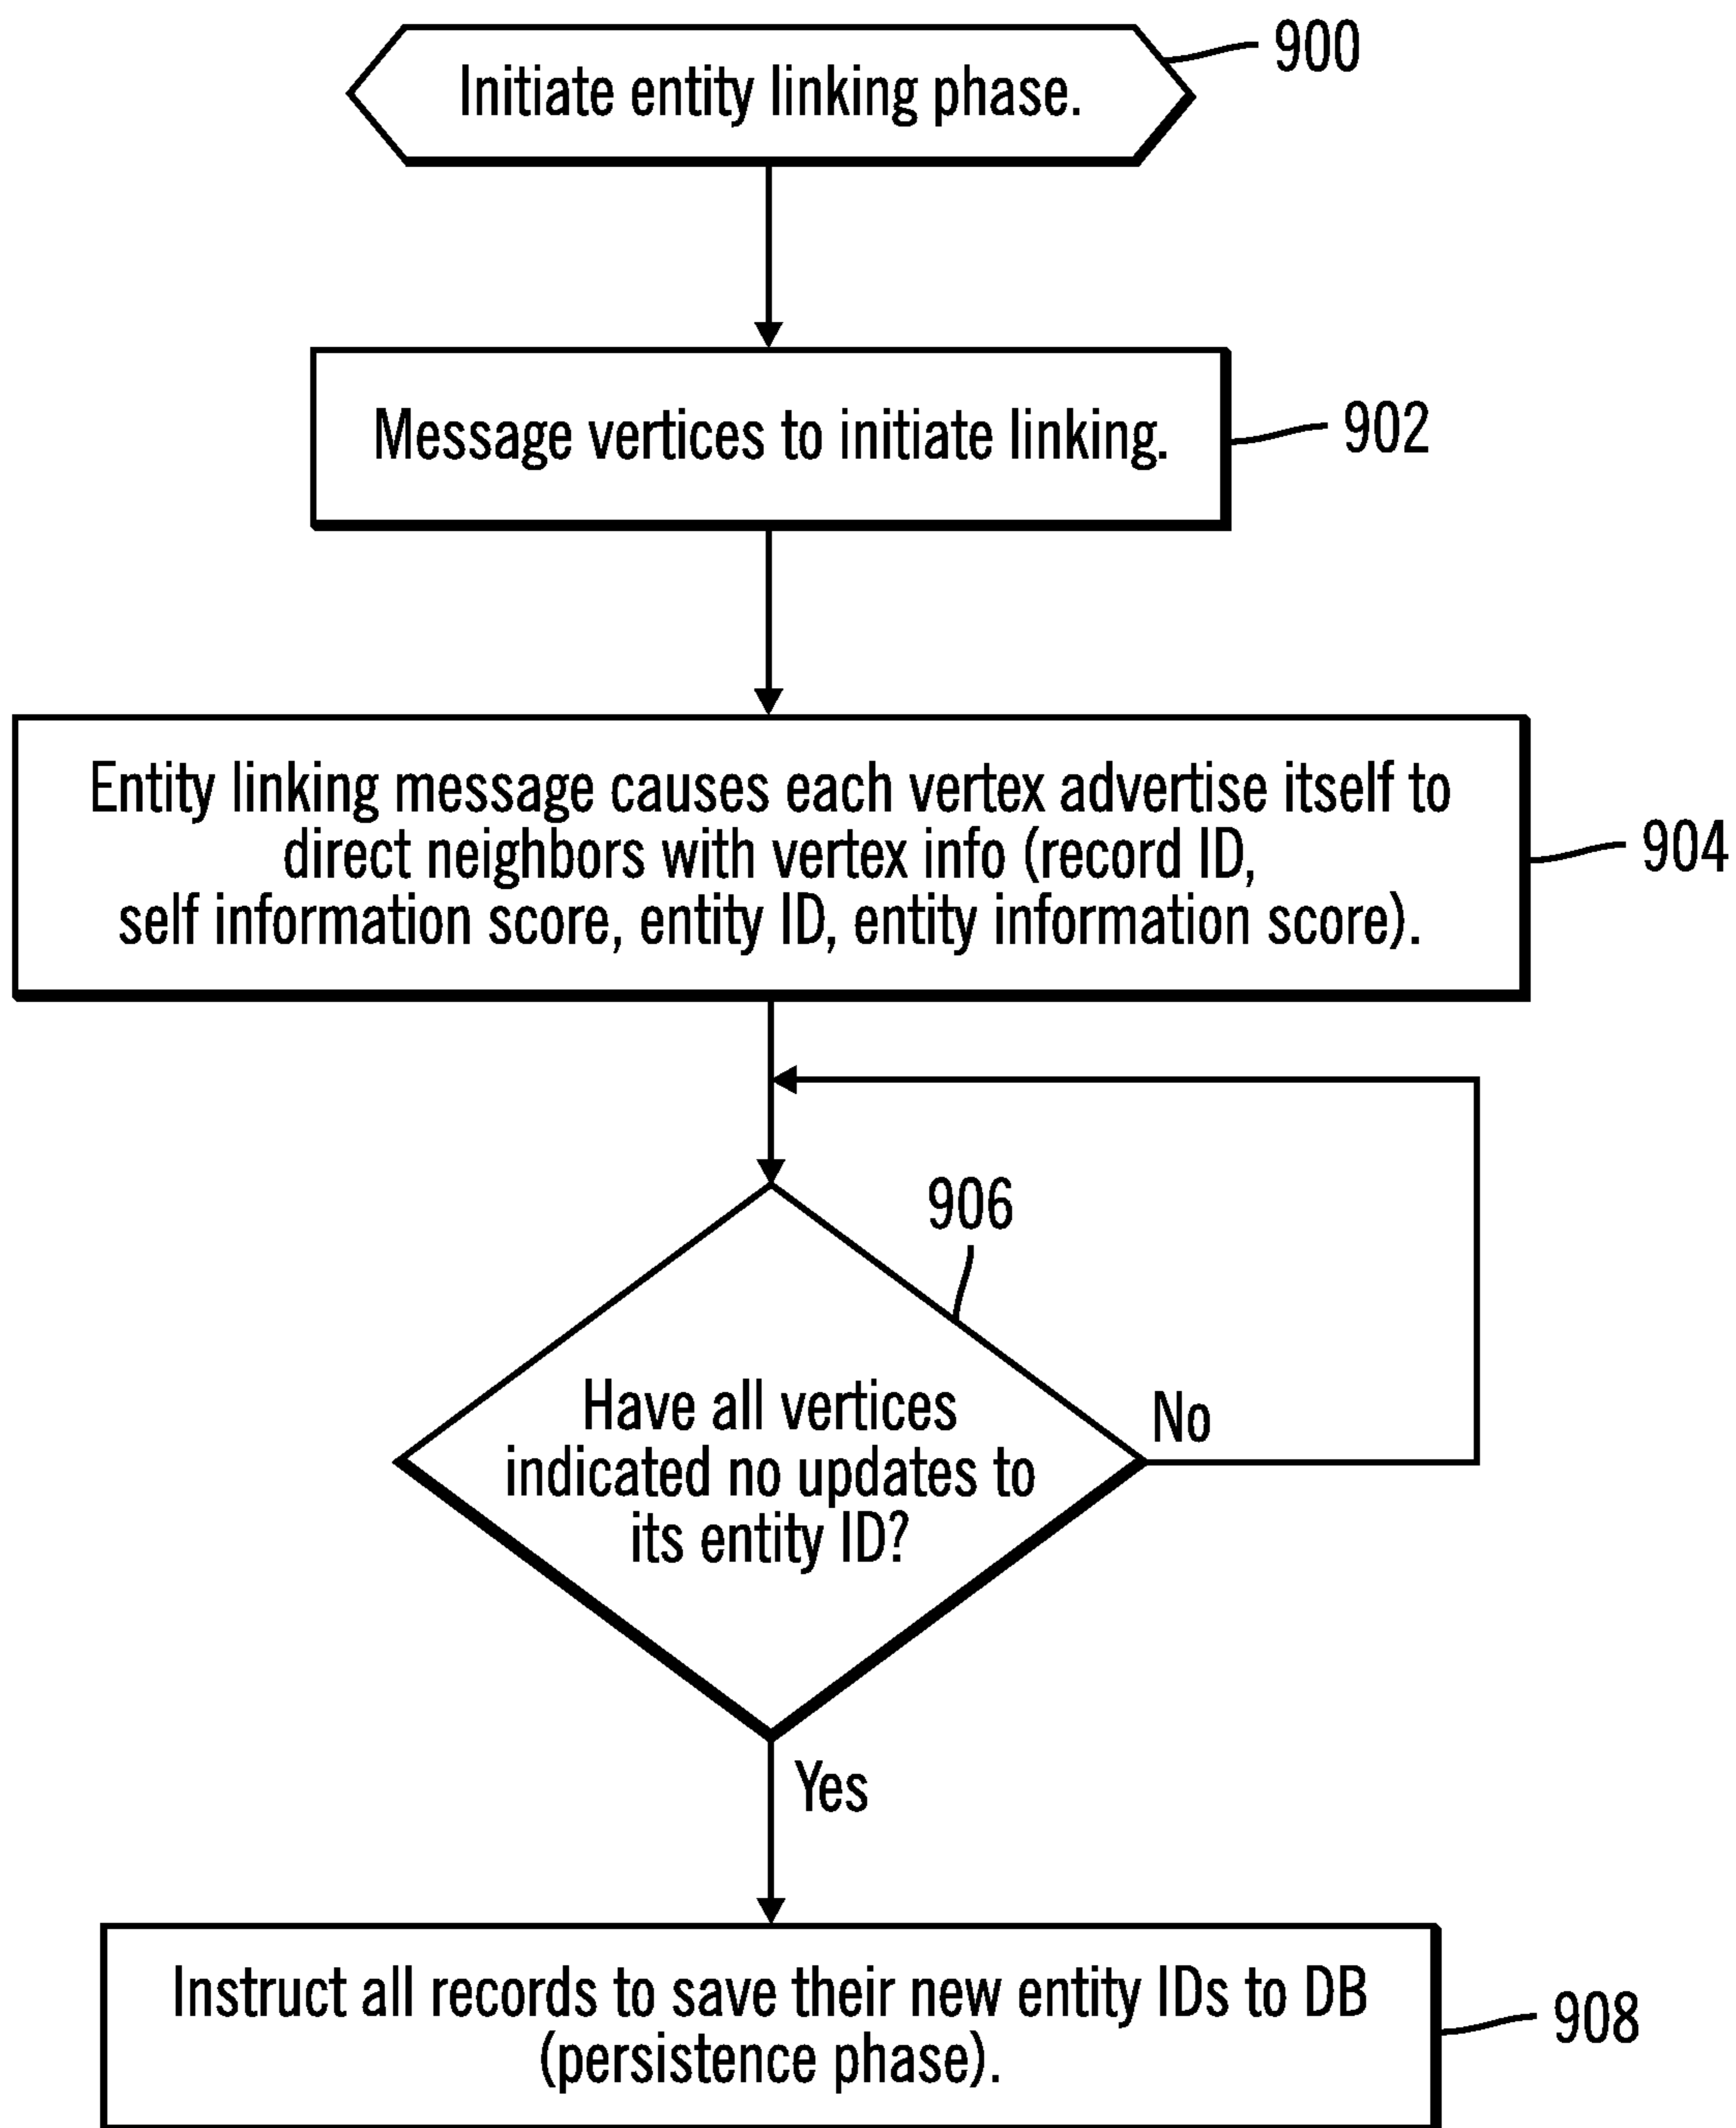 Initiate entity linking phase.
900
Message vertices to initiate linking.
902
Entity linking message causes each vertex advertise itself to
direct neighbors with vertex info (record ID,
self information score, entity ID, entity information score).
904
906
Have all vertices
indicated no updates to
its entity ID?
No
Yes
Instruct all records to save their new entity IDs to DB
(persistence phase).
908